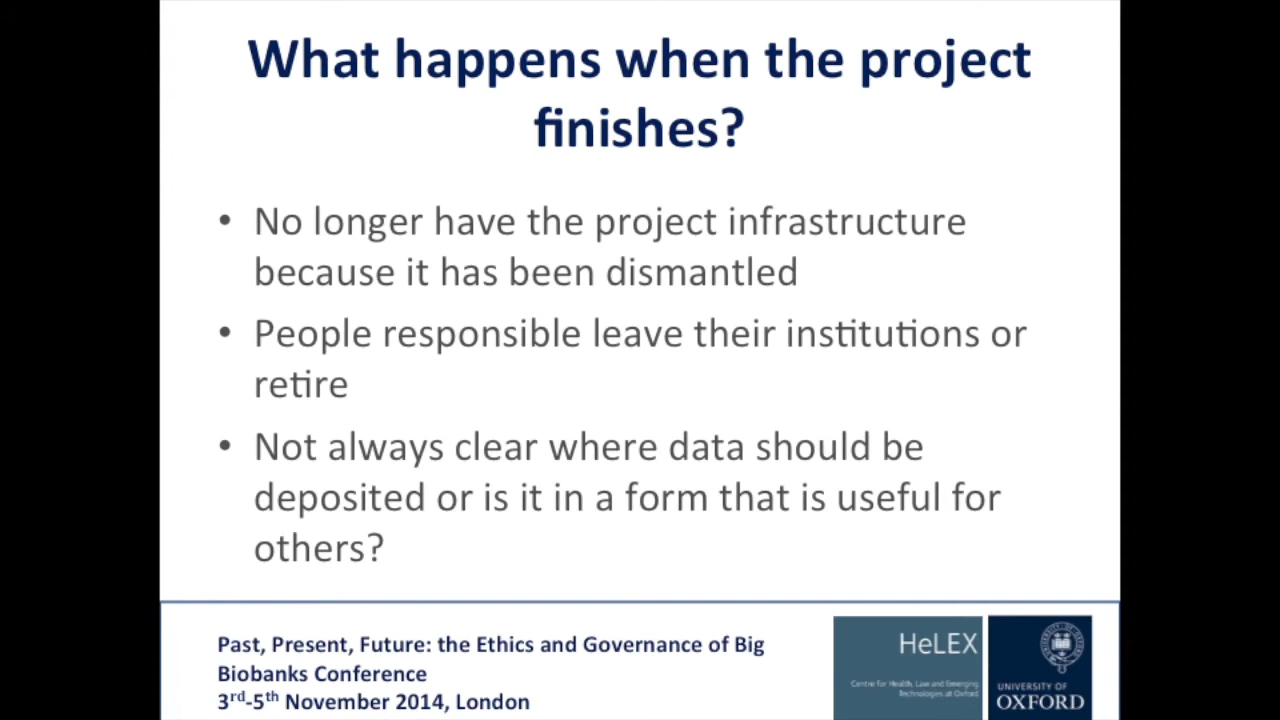 What happens when the project
finishes?
• No longer have the project infrastructure
because it has been dismantled
• People responsible leave their institutions or
retire
• Not always clear where data should be
deposited or is it in a form that is useful for
others?
Past, Present, Future: the Ethics and Governance of Big
Biobanks Conference
3rd-5th November 2014, London
HeLEX
Centre for Health, Law and Emerging
Technologies at Oxford
UNIVERSITY OF
OXFORD